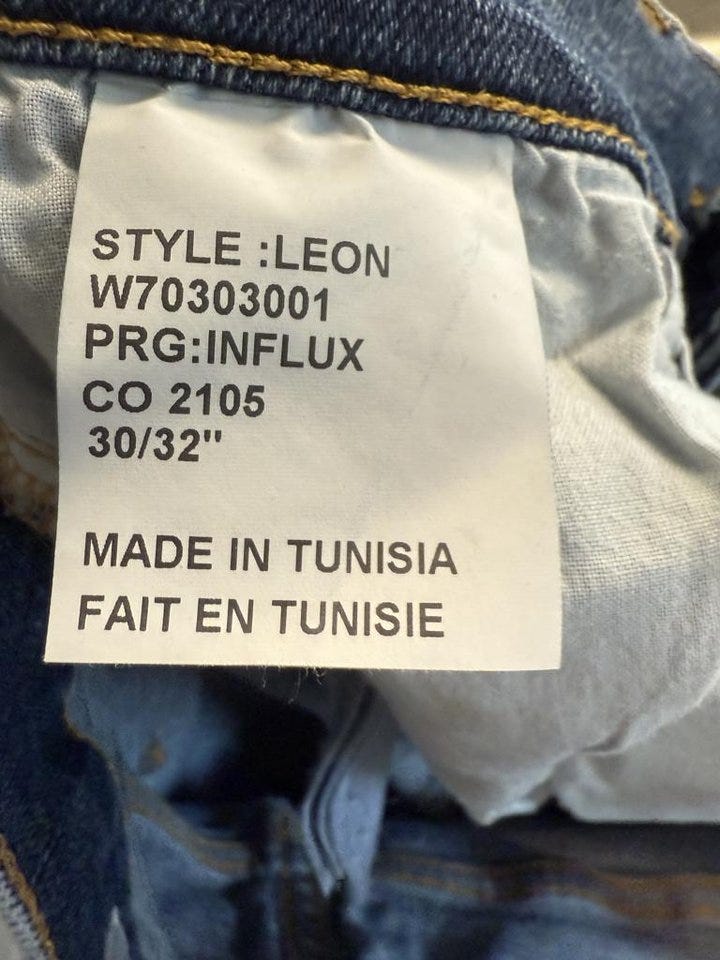 STYLE :LEON
W70303001
PRG:INFLUX
CO 2105
30/32"
MADE IN TUNISIA
FAIT EN TUNISIE